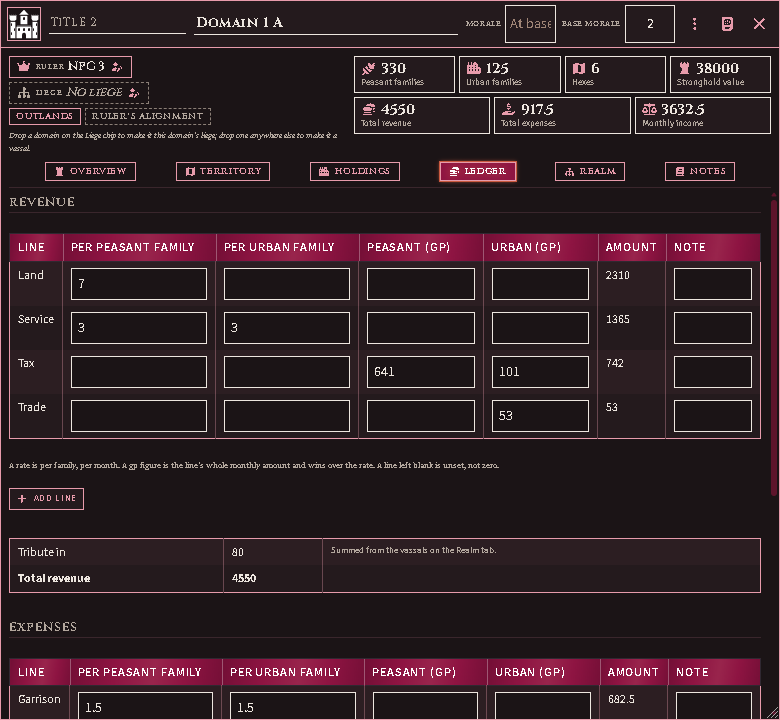 TITLE 2
DOMAIN 1 A
MORALE At base BASE MORALE 2
RULER NPC 3
LIEGE NO LIEGE
OUTLANDS RULER'S ALIGNMENT
Drop a domain on the Liege chip to make it this domain's liege; drop one anywhere else to make it a
vassal.
330
Peasant families
125
Urban families
6
Hexes
38000
Stronghold value
4550
Total revenue
917.5
Total expenses
3632.5
Monthly income
OVERVIEW TERRITORY HOLDINGS LEDGER REALM NOTES
REVENUE
LINE PER PEASANT FAMILY PER URBAN FAMILY PEASANT (GP) URBAN (GP) AMOUNT NOTE
Land 7 2310
Service 3 3 1365
Tax 641 101 742
Trade 53 53
A rate is per family, per month. A gp figure is the line's whole monthly amount and wins over the rate. A line left blank is unset, not zero.
+ ADD LINE
Tribute in 80 Summed from the vassals on the Realm tab.
Total revenue 4550
EXPENSES
LINE PER PEASANT FAMILY PER URBAN FAMILY PEASANT (GP) URBAN (GP) AMOUNT NOTE
Garrison 1.5 1.5 682.5